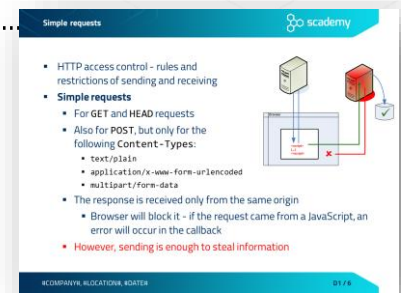 Simple requests
scademy
HTTP access control - rules and
restrictions of sending and receiving
Simple requests
For GET and HEAD requests
Also for POST, but only for the
following Content-Types:
text/plain
application/x-www-form-urlencoded
multipart/form-data
The response is received only from the same origin
Browser will block it - if the request came from a JavaScript, an
error will occur in the callback
However, sending is enough to steal information
#COMPANY#, #LOCATION#, #DATE#
01 / 6